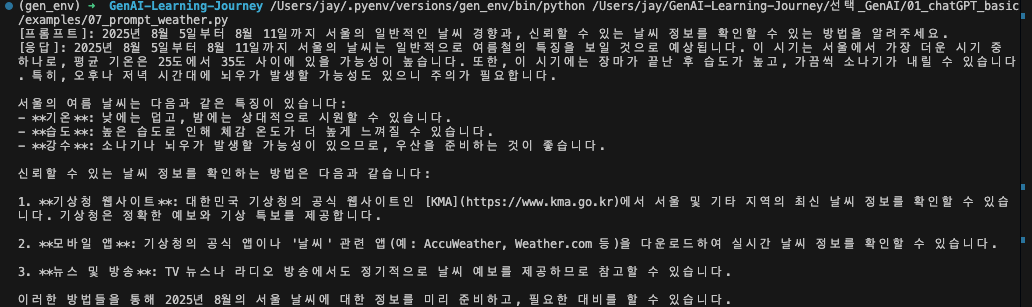 (gen_env) ➜  GenAI-Learning-Journey /Users/jay/.pyenv/versions/gen_env/bin/python /Users/jay/GenAI-Learning-Journey/선택_GenAI/01_chatGPT_basic
/examples/07_prompt_weather.py
[프롬프트]: 2025년 8월 5일부터 8월 11일까지 서울의 일반적인 날씨 경향과, 신뢰할 수 있는 날씨 정보를 확인할 수 있는 방법을 알려주세요.
[응답]: 2025년 8월 5일부터 8월 11일까지 서울의 날씨는 일반적으로 여름철의 특징을 보일 것으로 예상됩니다. 이 시기는 서울에서 가장 더운 시기 중
하나로, 평균 기온은 25도에서 35도 사이에 있을 가능성이 높습니다. 또한, 이 시기에는 장마가 끝난 후 습도가 높고, 가끔씩 소나기가 내릴 수 있습니다
. 특히, 오후나 저녁 시간대에 뇌우가 발생할 가능성도 있으니 주의가 필요합니다.
서울의 여름 날씨는 다음과 같은 특징이 있습니다:
- **기온**: 낮에는 덥고, 밤에는 상대적으로 시원할 수 있습니다.
- **습도**: 높은 습도로 인해 체감 온도가 더 높게 느껴질 수 있습니다.
- **강수**: 소나기나 뇌우가 발생할 가능성이 있으므로, 우산을 준비하는 것이 좋습니다.
신뢰할 수 있는 날씨 정보를 확인하는 방법은 다음과 같습니다:
1. **기상청 웹사이트**: 대한민국 기상청의 공식 웹사이트인 [KMA](https://www.kma.go.kr)에서 서울 및 기타 지역의 최신 날씨 정보를 확인할 수 있습
니다. 기상청은 정확한 예보와 기상 특보를 제공합니다.
2. **모바일 앱**: 기상청의 공식 앱이나 '날씨' 관련 앱(예: AccuWeather, Weather.com 등)을 다운로드하여 실시간 날씨 정보를 확인할 수 있습니다.
3. **뉴스 및 방송**: TV 뉴스나 라디오 방송에서도 정기적으로 날씨 예보를 제공하므로 참고할 수 있습니다.
이러한 방법들을 통해 2025년 8월의 서울 날씨에 대한 정보를 미리 준비하고, 필요한 대비를 할 수 있습니다.